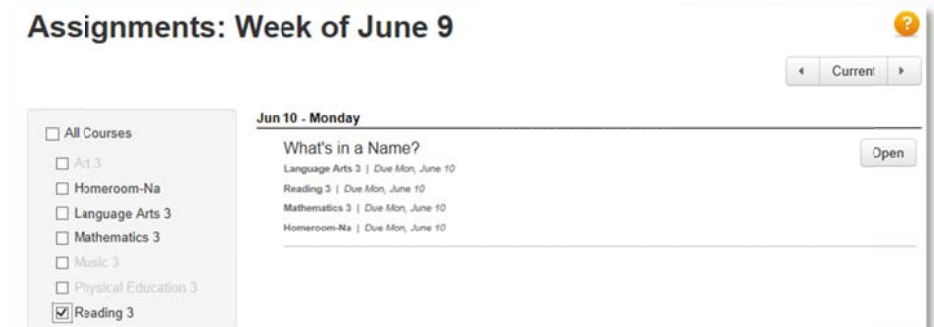 Assignments: Week of June 9
?
Current
All Courses
Art 3
Homeroom-Na
Language Arts 3
Mathematics 3
Music 3
Physical Education 3
Reading 3
Jun 10 - Monday
What's in a Name?
Open
Language Arts 3 | Due Mon, June 10
Reading 3 | Due Mon, June 10
Mathematics 3 | Due Mon, June 10
Homeroom-Na | Due Mon, June 10